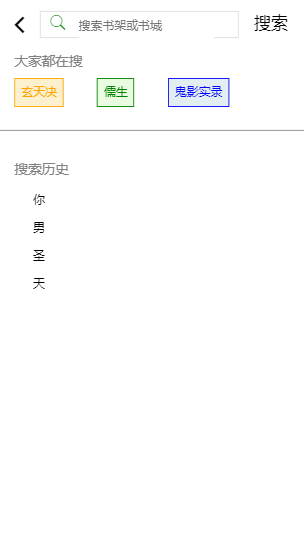 搜索书架或书域 搜索
大家都在搜
玄天决 儒生 鬼影实录
搜索历史
你
男
圣
天